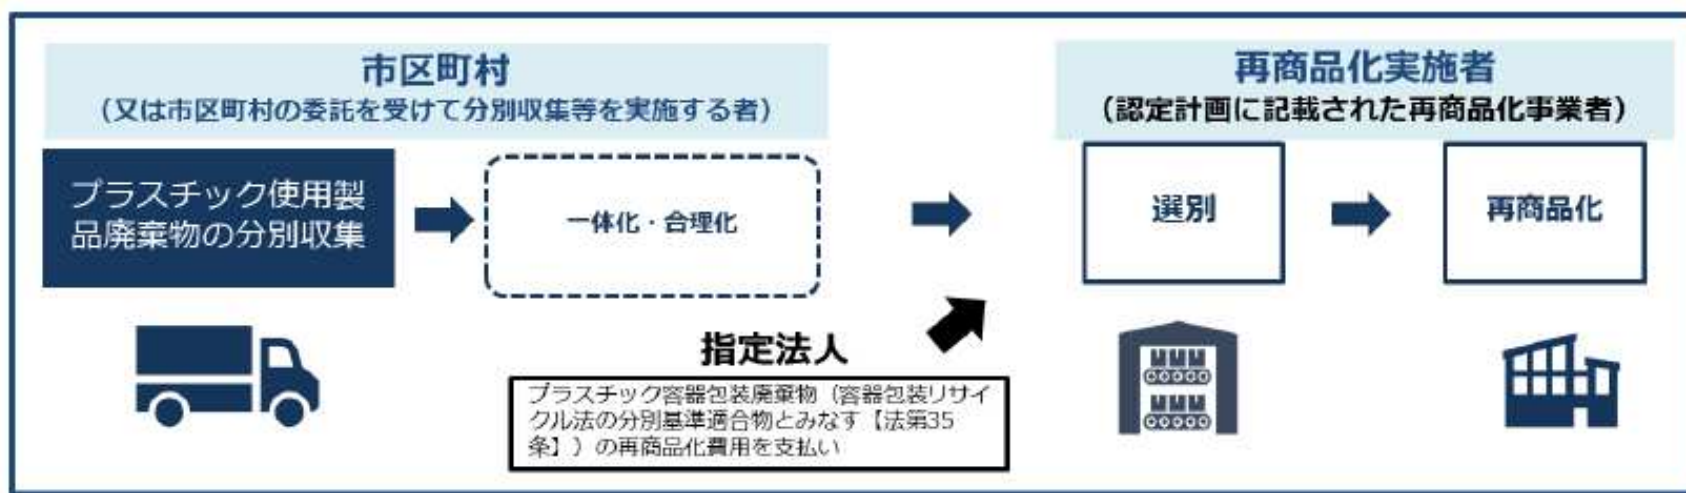 市区町村
（又は市区町村の委託を受けて分別収集等を実施する者）
再商品化実施者
（認定計画に記載された再商品化事業者）
プラスチック使用製
品廃棄物の分別収集
一体化・合理化
選別
再商品化
指定法人
プラスチック容器包装廃棄物（容器包装リサイ
クル法の分別基準適合物とみなす【法第35
条】）の再商品化費用を支払い